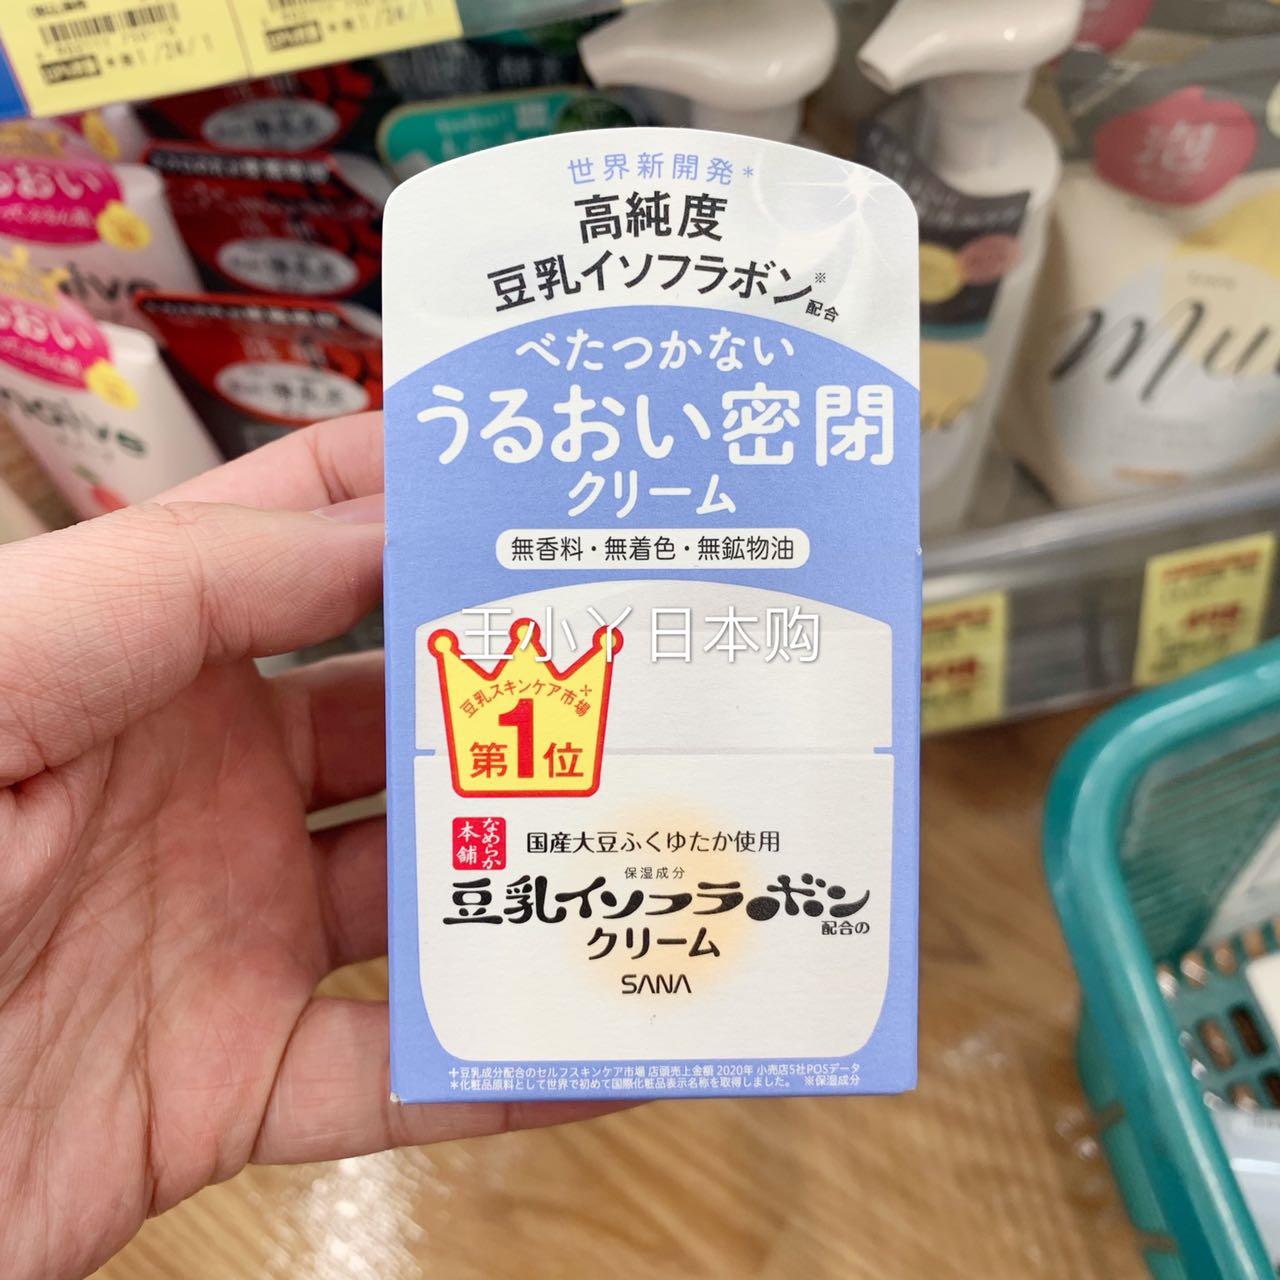 世界新開発*
高純度
豆乳イソフラボン※
配合
べたつかない
うるおい密閉
クリーム
無香料・無着色・無鉱物油
王小丫日本购
豆乳スキンケア市場※
第1位
なめらか
本舗
国産大豆ふくゆたか使用
保湿成分
豆乳イソフラボン
配合の
クリーム
SANA
+豆乳成分配合のセルフスキンケア市場 店頭売上金額 2020年 小売店5社POSデータ
*化粧品原料として世界で初めて国際化粧品表示名称を取得しました。 ※保湿成分